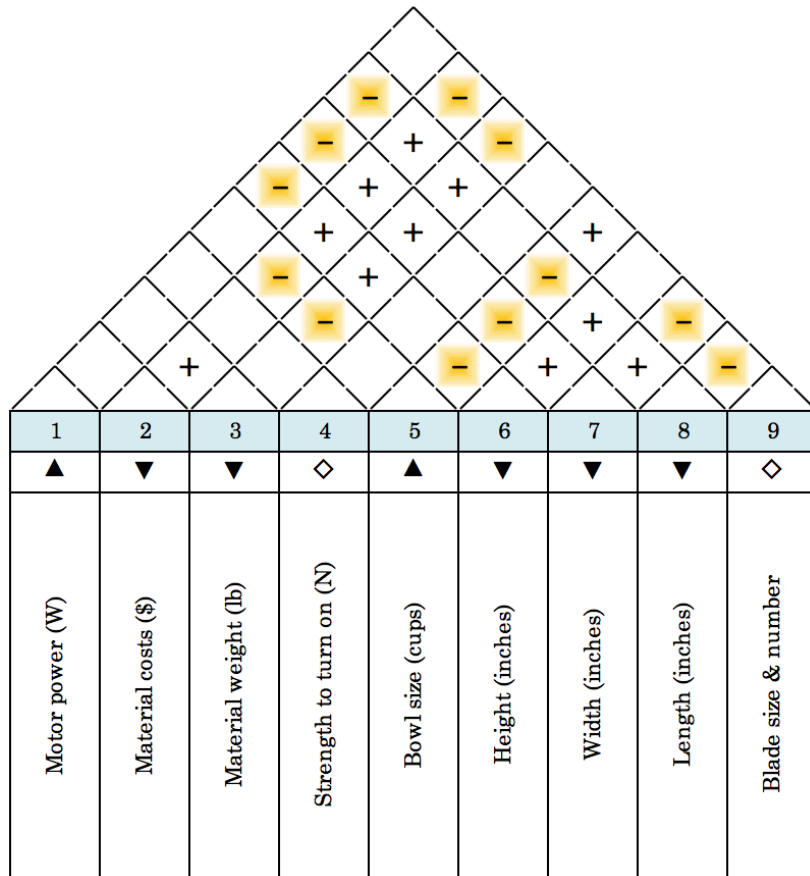 − −
− + −
− + +
+ + +
− + −
− − + −
+ − + + −
1 2 3 4 5 6 7 8 9
▲ ▼ ▼ ◇ ▲ ▼ ▼ ▼ ◇
Motor power (W)
Material costs ($)
Material weight (lb)
Strength to turn on (N)
Bowl size (cups)
Height (inches)
Width (inches)
Length (inches)
Blade size & number